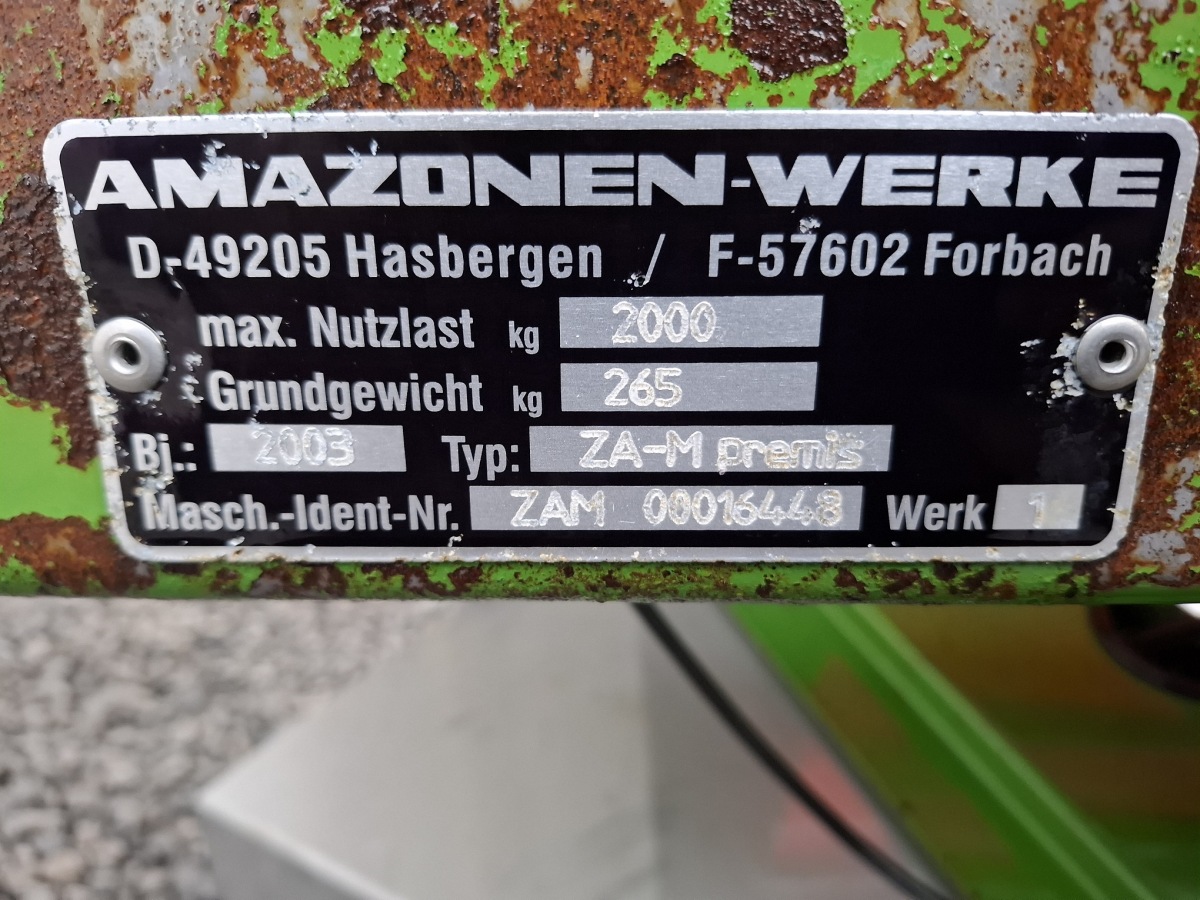 AMAZONEN-WERKE
D-49205 Hasbergen / F-57602 Forbach
max. Nutzlast kg 2000
Grundgewicht kg 265
Bj.: 2003 Typ: ZA-M premis
Masch.-Ident-Nr. ZAM 00016448 Werk 1